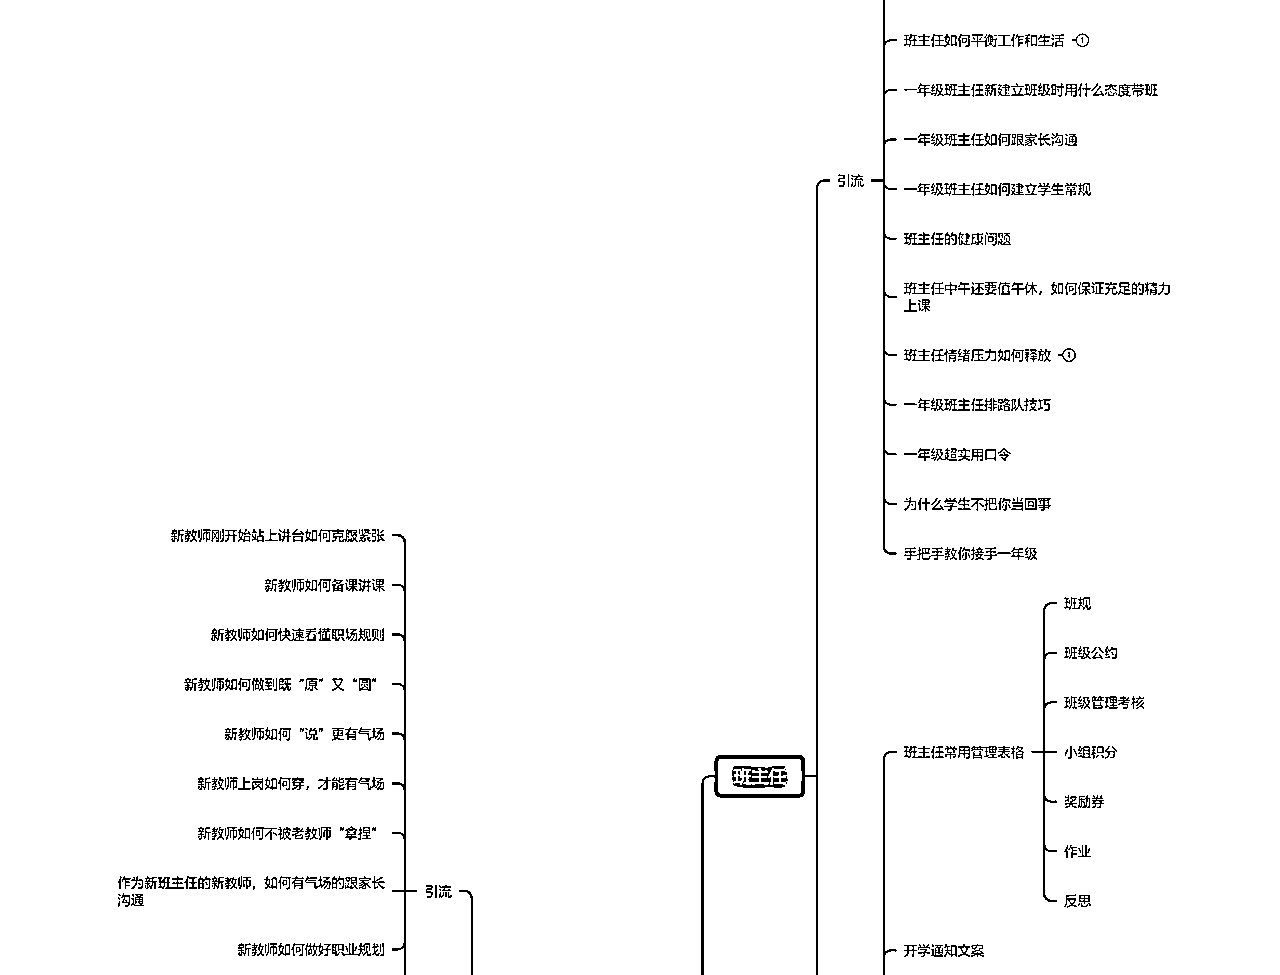 班主任如何平衡工作和生活 ①
一年级班主任新建立班级时用什么态度带班
一年级班主任如何跟家长沟通
引流
一年级班主任如何建立学生常规
班主任的健康问题
班主任中午还要值午休，如何保证充足的精力
上课
班主任情绪压力如何释放 ①
一年级班主任排路队技巧
一年级超实用口令
为什么学生不把你当回事
手把手教你接手一年级
班主任
班主任常用管理表格
班规
班级公约
班级管理考核
小组积分
奖励券
作业
反思
开学通知文案
新教师刚开始站上讲台如何克服紧张
新教师如何备课讲课
新教师如何快速看懂职场规则
新教师如何做到既“原”又“圆”
新教师如何“说”更有气场
新教师上岗如何穿，才能有气场
新教师如何不被老教师“拿捏”
作为新班主任的新教师，如何有气场的跟家长
沟通
引流
新教师如何做好职业规划